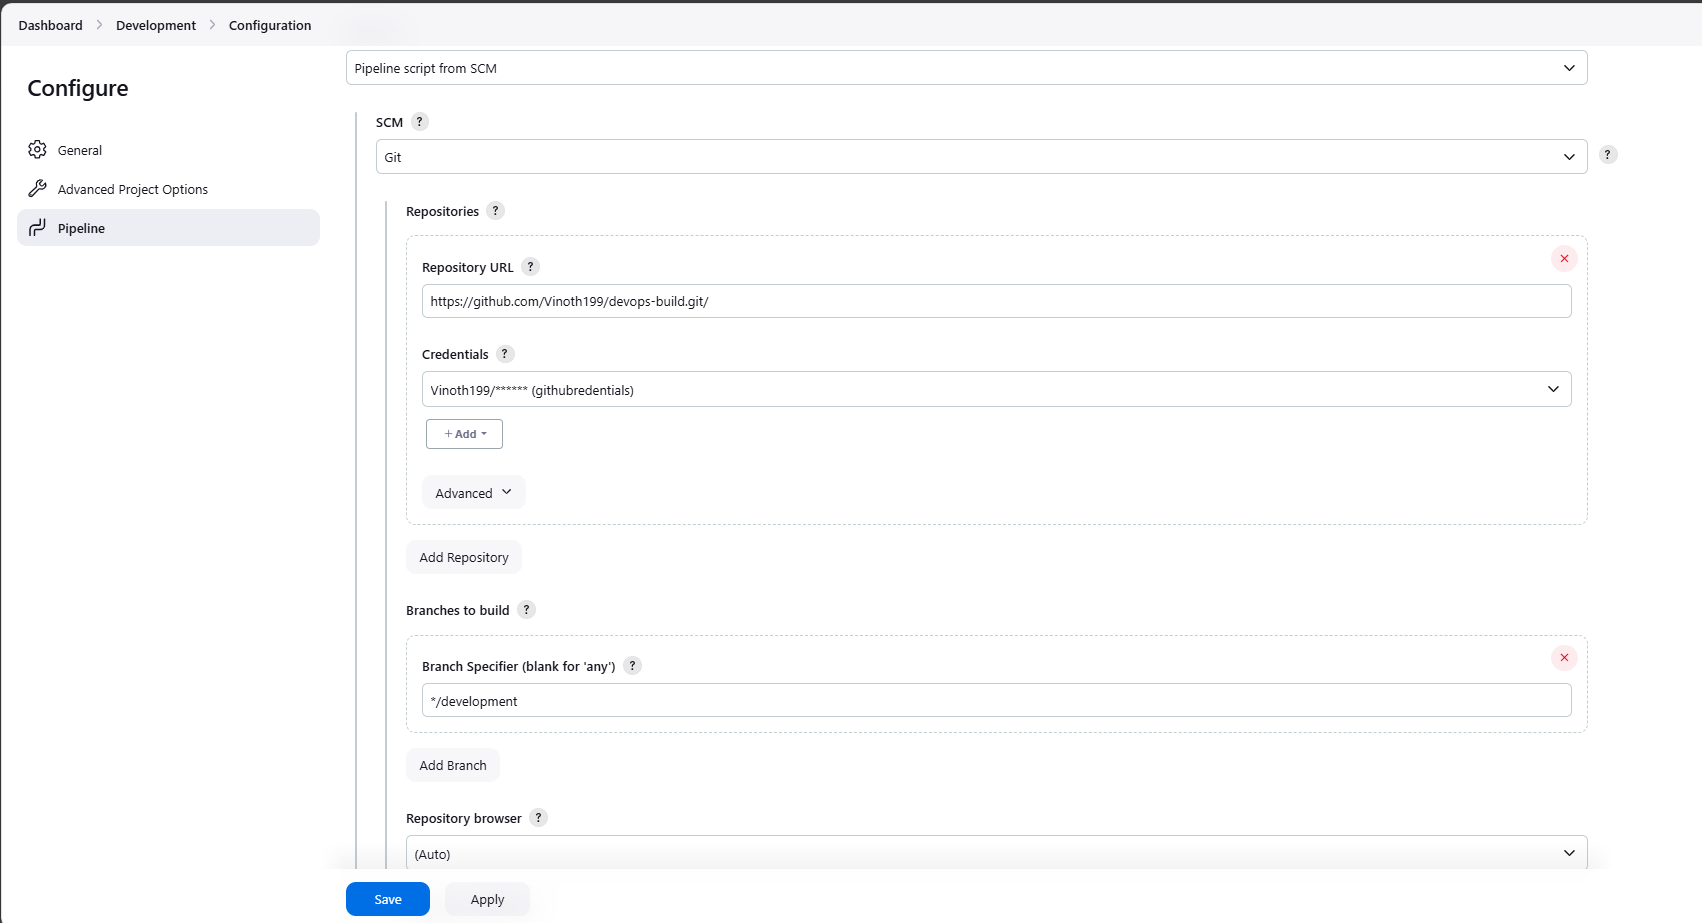 Dashboard > Development > Configuration
Configure
General
Advanced Project Options
Pipeline
Pipeline script from SCM
SCM ?
Git
?
Repositories ?
Repository URL ?
https://github.com/Vinoth199/devops-build.git/
Credentials ?
Vinoth199/****** (githubredentials)
+ Add
Advanced
Add Repository
Branches to build ?
Branch Specifier (blank for 'any') ?
*/development
Add Branch
Repository browser ?
(Auto)
Save Apply